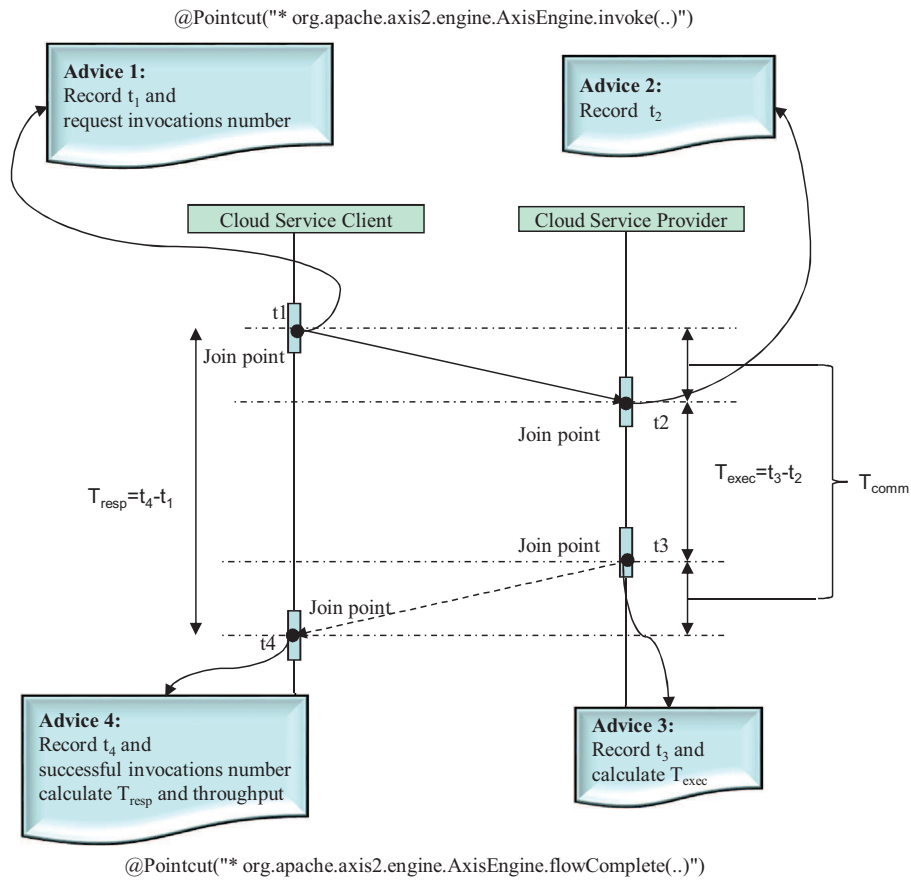 @Pointcut("* org.apache.axis2.engine.AxisEngine.invoke(..)")
Advice 1:
Record t1 and
request invocations number
Advice 2:
Record t2
Cloud Service Client
Cloud Service Provider
t1
Join point
t2
Join point
Tresp=t4-t1
Texec=t3-t2
Tcomm
Join point
t3
Join point
t4
Advice 4:
Record t4 and
successful invocations number
calculate Tresp and throughput
Advice 3:
Record t3 and
calculate Texec
@Pointcut("* org.apache.axis2.engine.AxisEngine.flowComplete(..)")